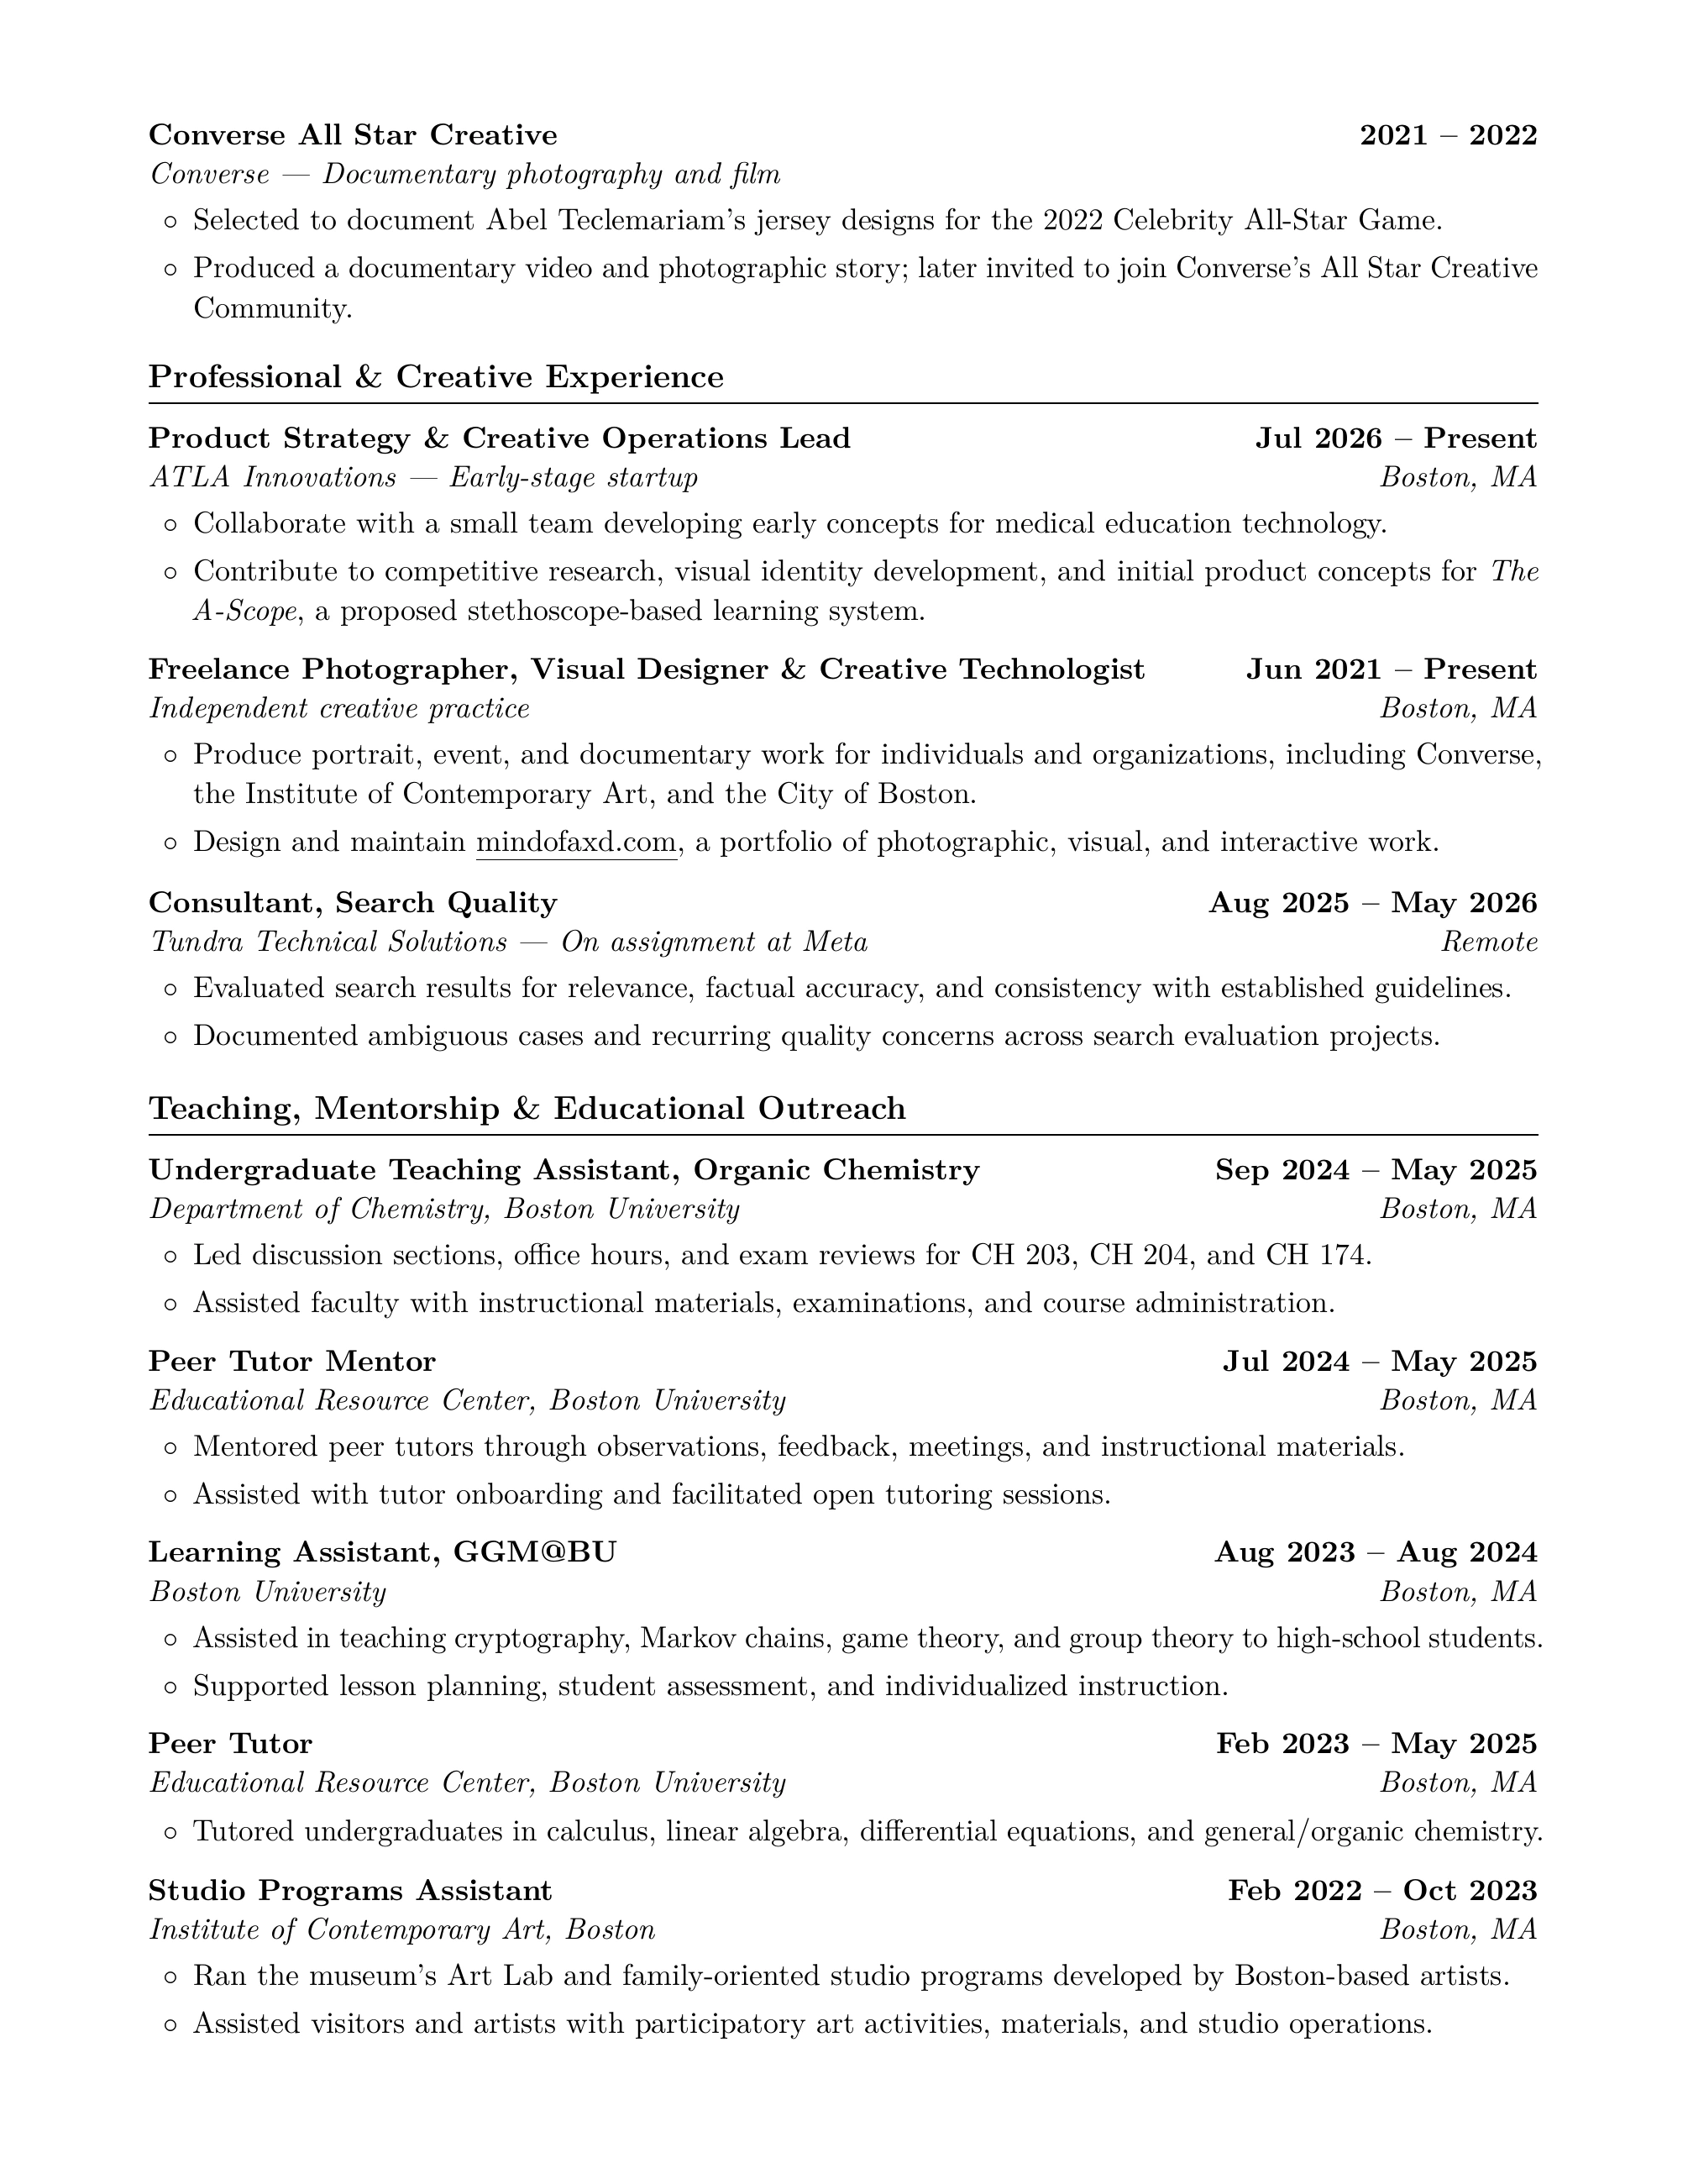 Converse All Star Creative 2021 – 2022
Converse — Documentary photography and film
◦ Selected to document Abel Teclemariam's jersey designs for the 2022 Celebrity All-Star Game.
◦ Produced a documentary video and photographic story; later invited to join Converse's All Star Creative
Community.
Professional & Creative Experience
Product Strategy & Creative Operations Lead Jul 2026 – Present
ATLA Innovations — Early-stage startup Boston, MA
◦ Collaborate with a small team developing early concepts for medical education technology.
◦ Contribute to competitive research, visual identity development, and initial product concepts for The
A-Scope, a proposed stethoscope-based learning system.
Freelance Photographer, Visual Designer & Creative Technologist Jun 2021 – Present
Independent creative practice Boston, MA
◦ Produce portrait, event, and documentary work for individuals and organizations, including Converse,
the Institute of Contemporary Art, and the City of Boston.
◦ Design and maintain mindofaxd.com, a portfolio of photographic, visual, and interactive work.
Consultant, Search Quality Aug 2025 – May 2026
Tundra Technical Solutions — On assignment at Meta Remote
◦ Evaluated search results for relevance, factual accuracy, and consistency with established guidelines.
◦ Documented ambiguous cases and recurring quality concerns across search evaluation projects.
Teaching, Mentorship & Educational Outreach
Undergraduate Teaching Assistant, Organic Chemistry Sep 2024 – May 2025
Department of Chemistry, Boston University Boston, MA
◦ Led discussion sections, office hours, and exam reviews for CH 203, CH 204, and CH 174.
◦ Assisted faculty with instructional materials, examinations, and course administration.
Peer Tutor Mentor Jul 2024 – May 2025
Educational Resource Center, Boston University Boston, MA
◦ Mentored peer tutors through observations, feedback, meetings, and instructional materials.
◦ Assisted with tutor onboarding and facilitated open tutoring sessions.
Learning Assistant, GGM@BU Aug 2023 – Aug 2024
Boston University Boston, MA
◦ Assisted in teaching cryptography, Markov chains, game theory, and group theory to high-school students.
◦ Supported lesson planning, student assessment, and individualized instruction.
Peer Tutor Feb 2023 – May 2025
Educational Resource Center, Boston University Boston, MA
◦ Tutored undergraduates in calculus, linear algebra, differential equations, and general/organic chemistry.
Studio Programs Assistant Feb 2022 – Oct 2023
Institute of Contemporary Art, Boston Boston, MA
◦ Ran the museum's Art Lab and family-oriented studio programs developed by Boston-based artists.
◦ Assisted visitors and artists with participatory art activities, materials, and studio operations.